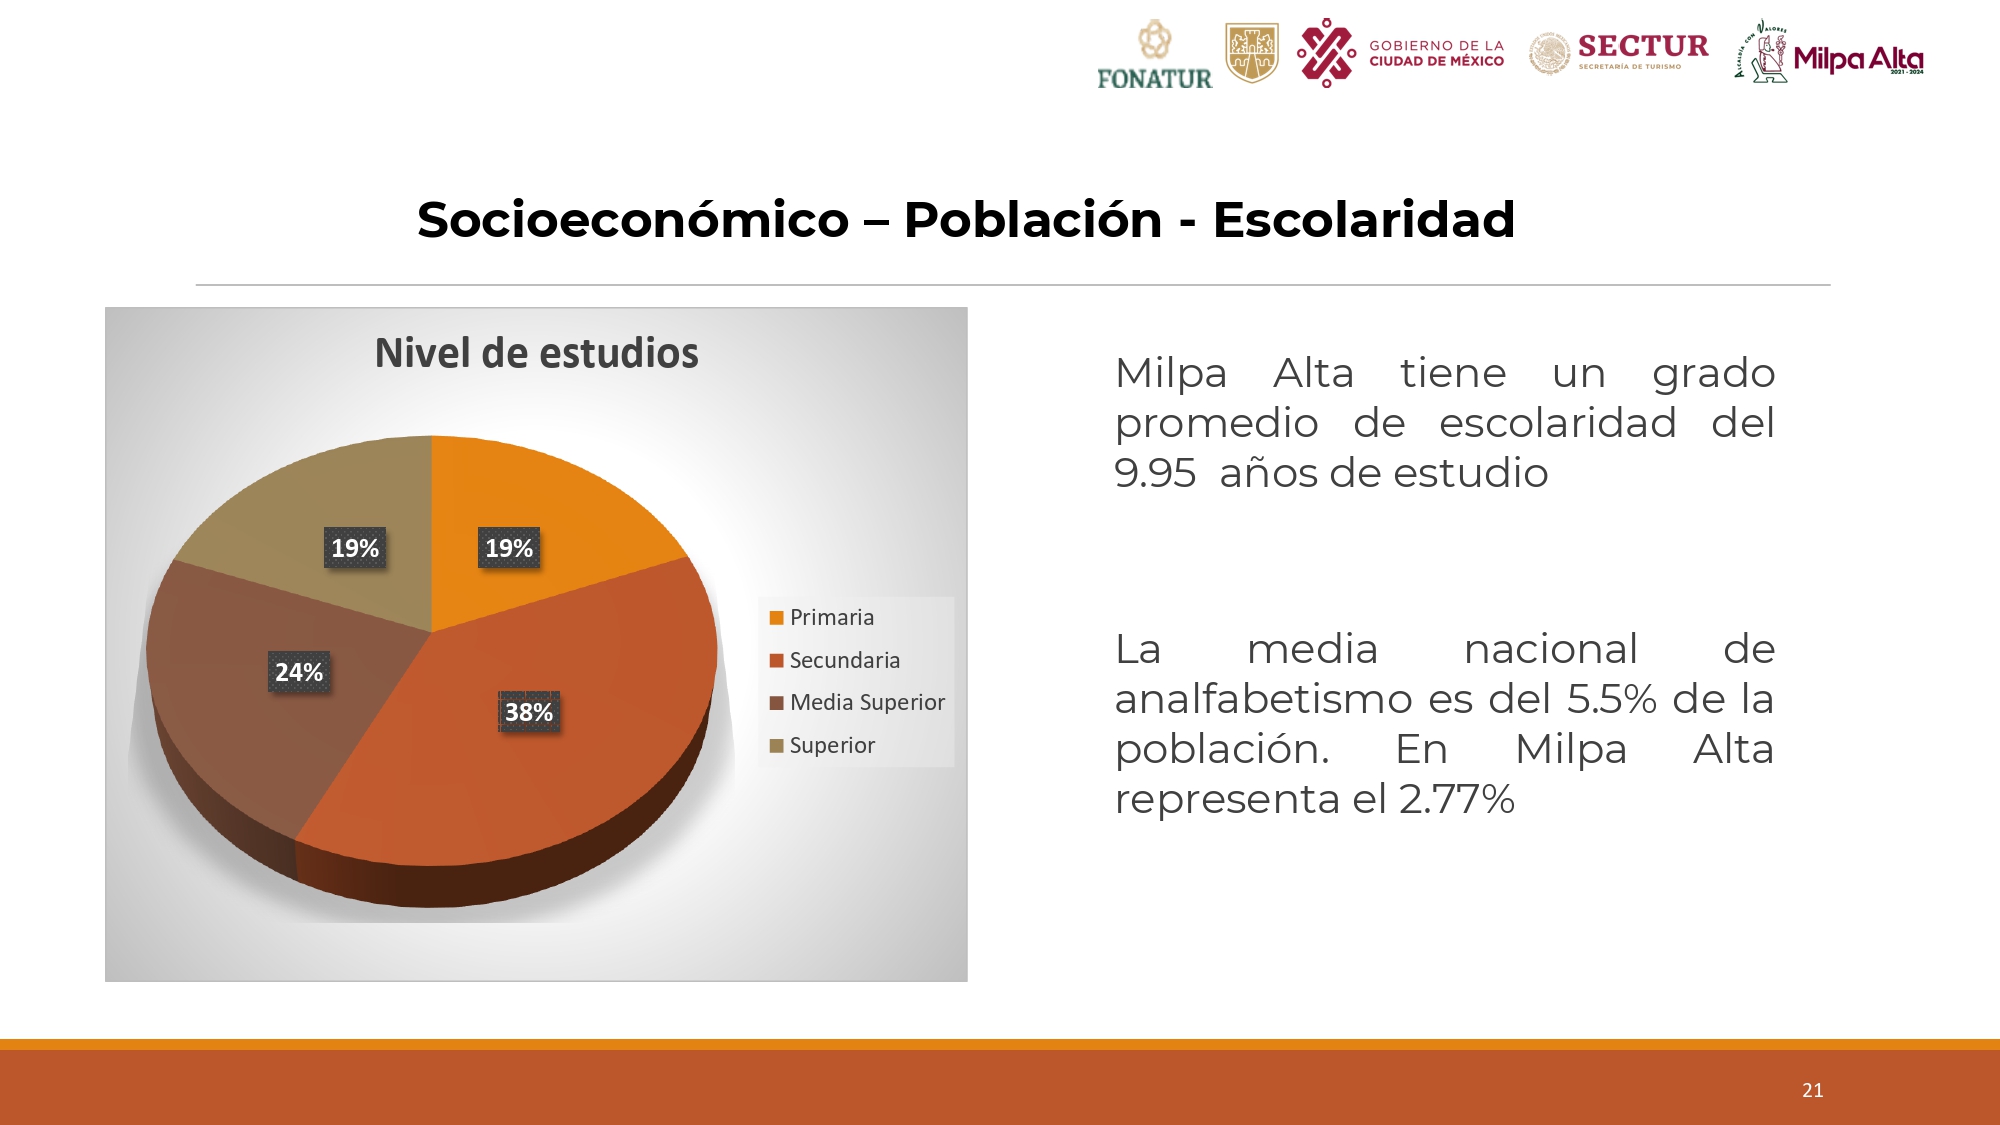 FONATUR
GOBIERNO DE LA
CIUDAD DE MÉXICO
SECTUR
SECRETARÍA DE TURISMO
ALCALDÍA CON VALORES
Milpa Alta
2021 - 2024
Socioeconómico – Población - Escolaridad
Nivel de estudios
19%
19%
24%
38%
Primaria
Secundaria
Media Superior
Superior
Milpa Alta tiene un grado
promedio de escolaridad del
9.95 años de estudio
La media nacional de
analfabetismo es del 5.5% de la
población. En Milpa Alta
representa el 2.77%
21